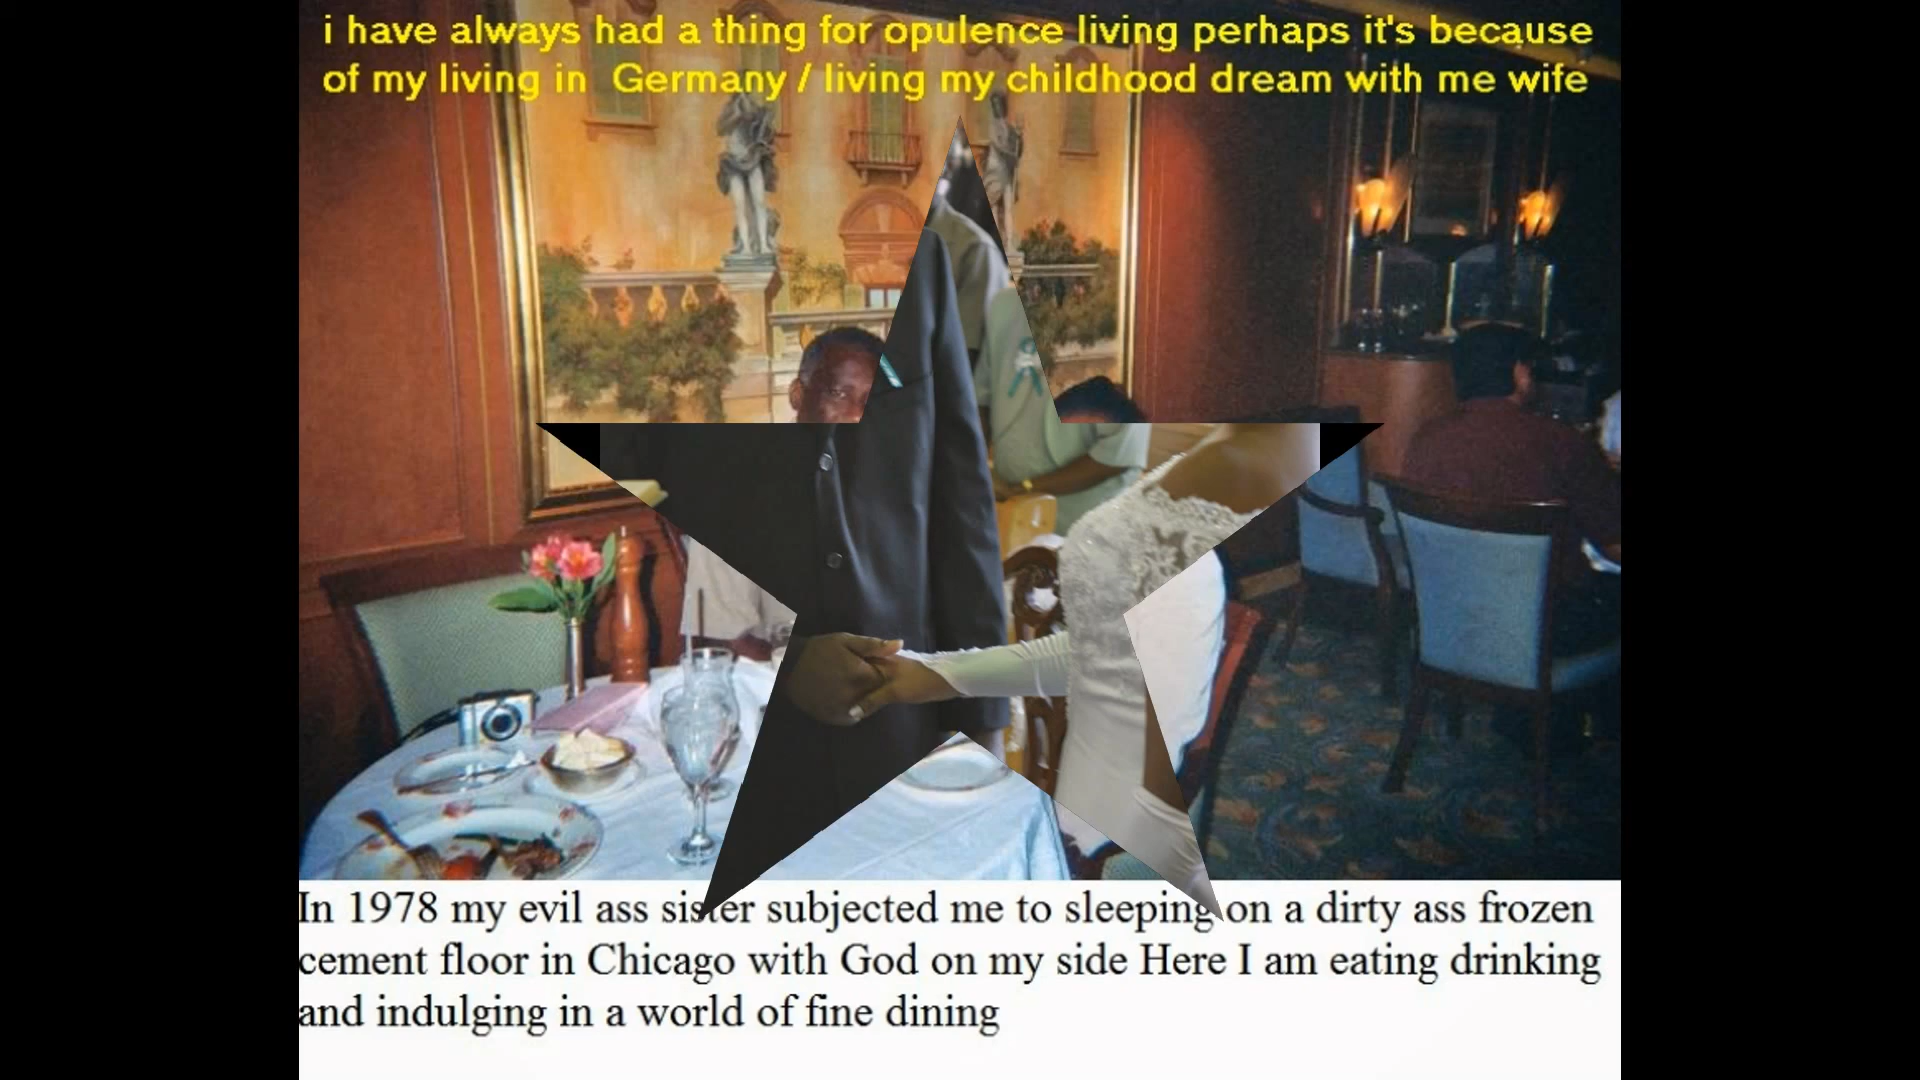 i have always had a thing for opulence living perhaps it's because
of my living in Germany / living my childhood dream with me wife
In 1978 my evil ass sister subjected me to sleeping on a dirty ass frozen
cement floor in Chicago with God on my side Here I am eating drinking
and indulging in a world of fine dining